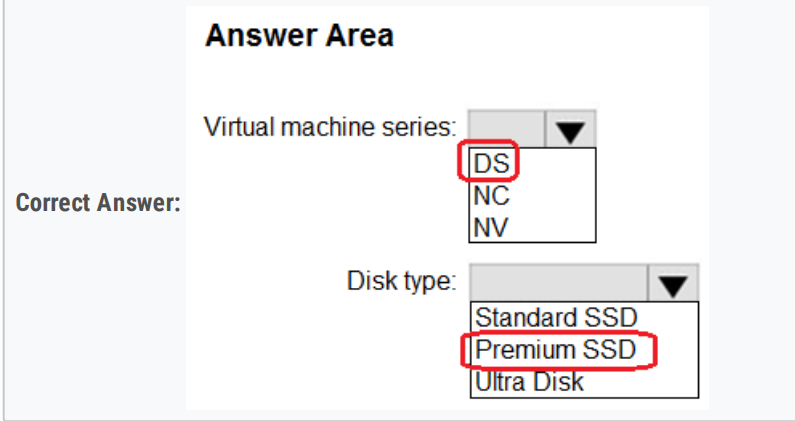 Answer Area
Virtual machine series:
DS
NC
NV
Correct Answer:
Disk type:
Standard SSD
Premium SSD
Ultra Disk